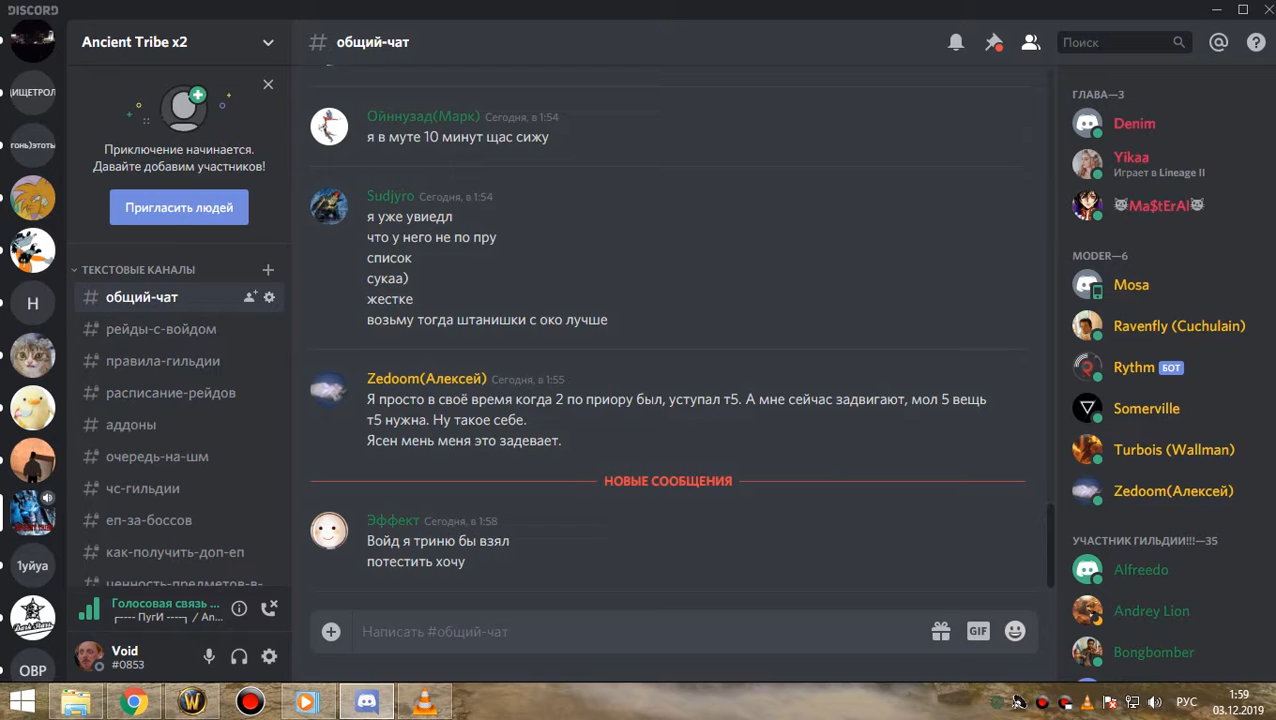 DISCORD
ИЩЕТРОЛ
гонь)этоты
Н
1уйуа
ОВР
Ancient Tribe x2
Приключение начинается.
Давайте добавим участников!
Пригласить людей
ТЕКСТОВЫЕ КАНАЛЫ
# общий-чат
# рейды-с-войдом
# правила-гильдии
# расписание-рейдов
# аддоны
# очередь-на-шм
# чс-гильдии
# еп-за-боссов
# как-получить-доп-еп
# ценность-предметов-в-
Голосовая связь ...
┌---- ПугИ ----┐ / An...
Void
#0853
# общий-чат
Поиск
Ойннузад(Марк) Сегодня, в 1:54
я в муте 10 минут щас сижу
Sudjyro Сегодня, в 1:54
я уже увиедл
что у него не по пру
список
сукаа)
жестке
возьму тогда штанишки с око лучше
Zedoom(Алексей) Сегодня, в 1:55
Я просто в своё время когда 2 по приору был, уступал т5. А мне сейчас задвигают, мол 5 вещь
т5 нужна. Ну такое себе.
Ясен мень меня это задевает.
НОВЫЕ СООБЩЕНИЯ
Эффект Сегодня, в 1:58
Войд я триню бы взял
потестить хочу
Написать #общий-чат
GIF
ГЛАВА—3
Denim
Yikaa
Играет в Lineage II
Ma$tErAl
MODER—6
Mosa
Ravenfly (Cuchulain)
Rythm БОТ
Somerville
Turbois (Wallman)
Zedoom(Алексей)
УЧАСТНИК ГИЛЬДИИ!!!—35
Alfreedo
Andrey Lion
Bongbomber
РУС
1:59
03.12.2019